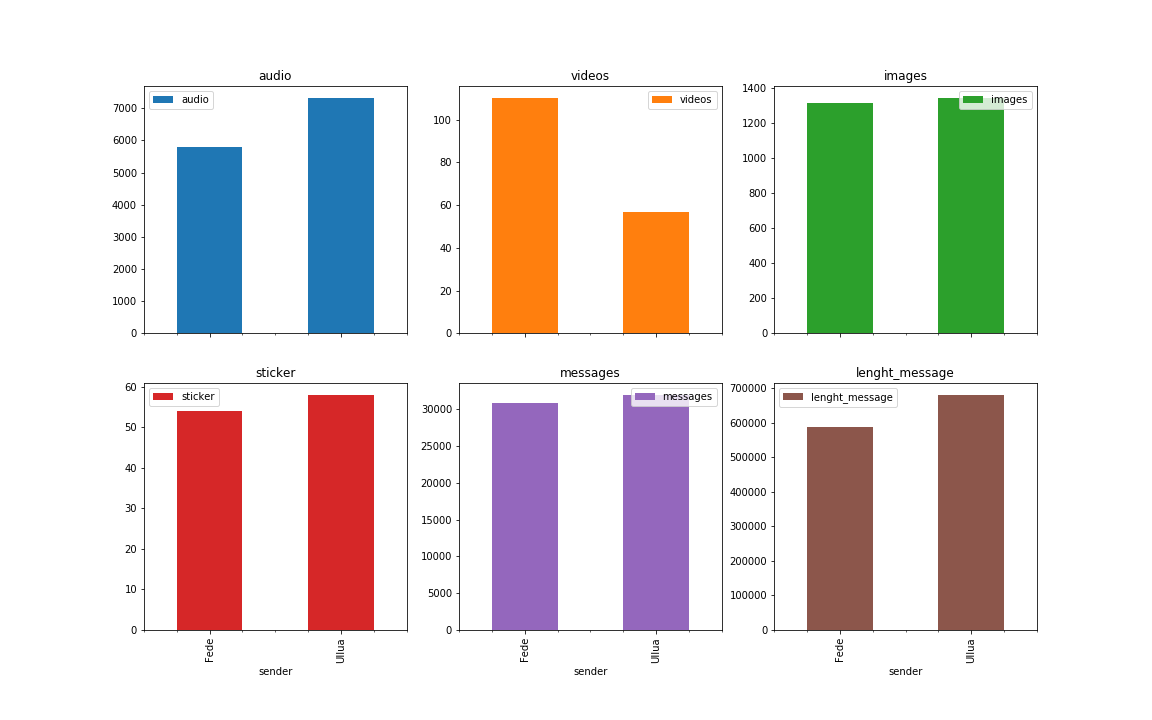 audio
audio
7000
6000
5000
4000
3000
2000
1000
0
videos
videos
100
80
60
40
20
0
images
images
1400
1200
1000
800
600
400
200
0
sticker
sticker
60
50
40
30
20
10
0
Fede
Ullua
sender
messages
messages
30000
25000
20000
15000
10000
5000
0
Fede
Ullua
sender
lenght_message
lenght_message
700000
600000
500000
400000
300000
200000
100000
0
Fede
Ullua
sender